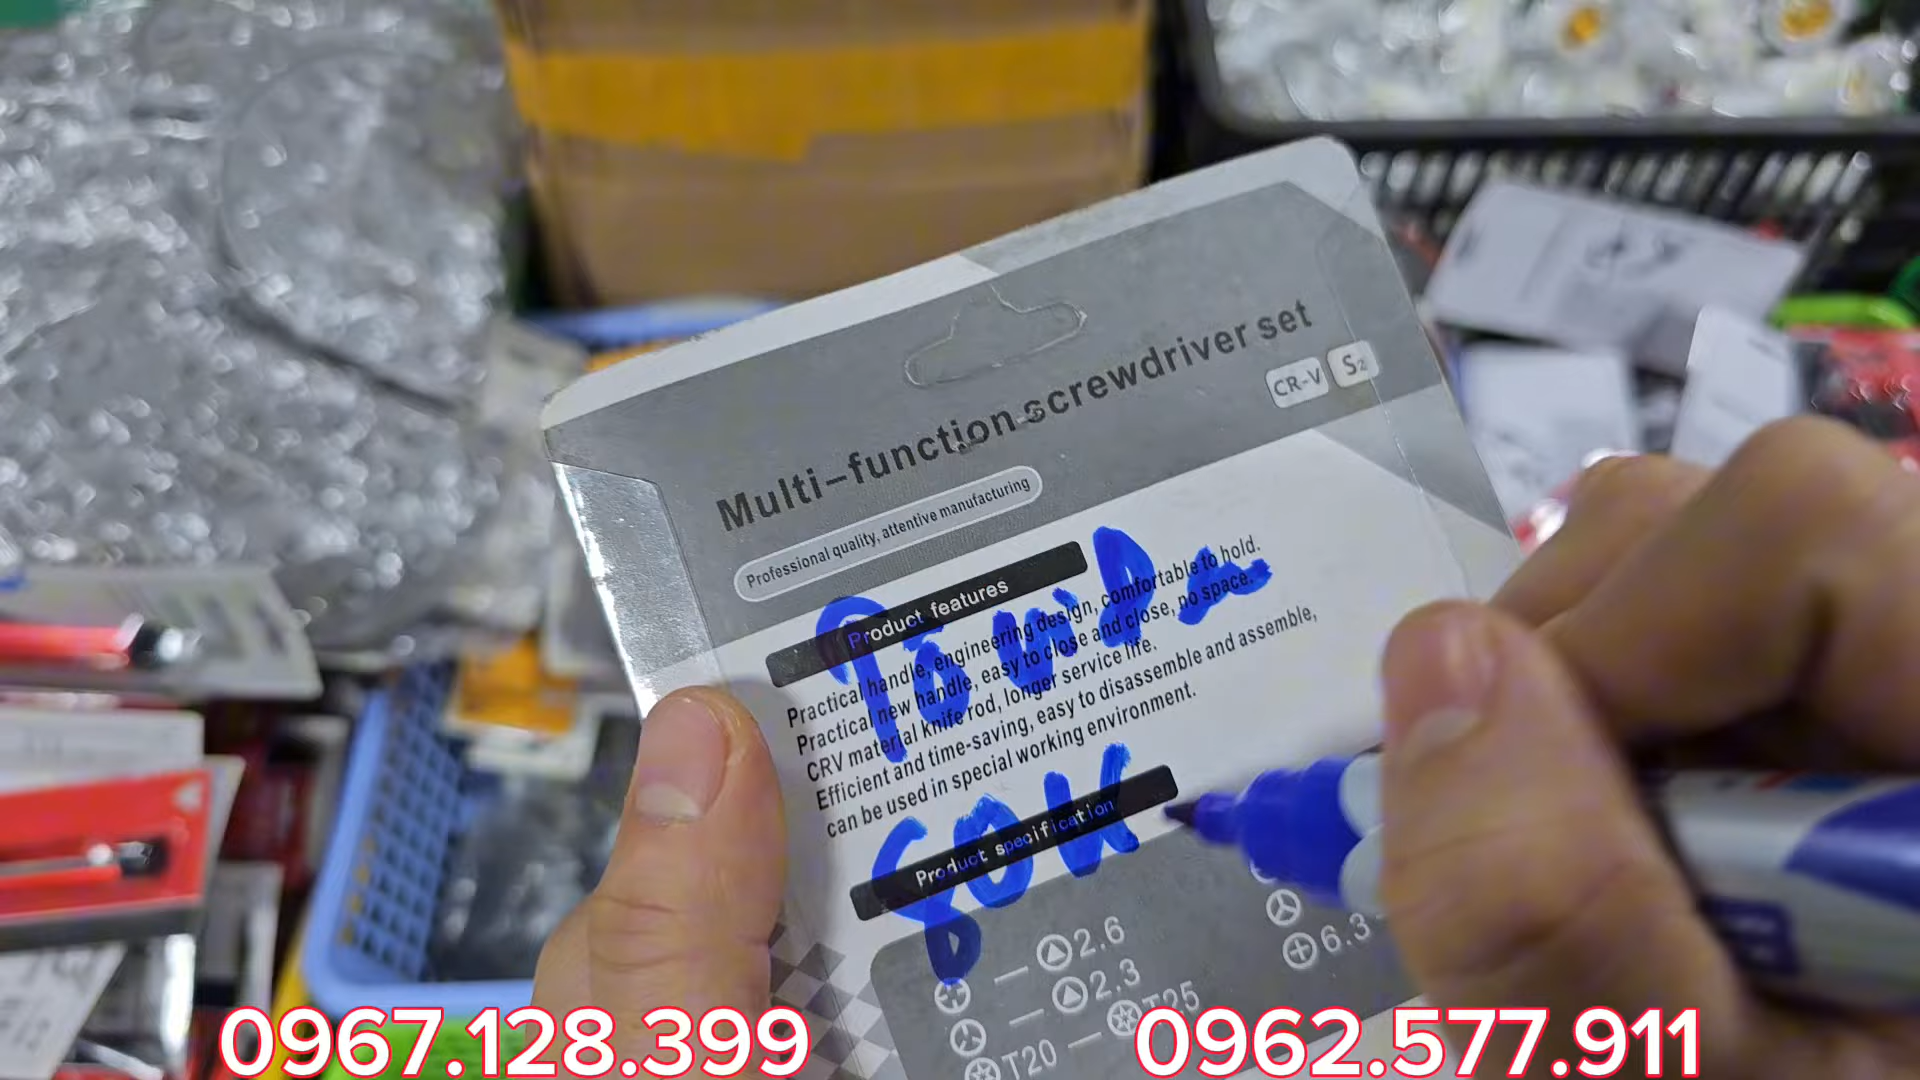 Multi-function screwdriver set
CR-V S2
Professional quality, attentive manufacturing
Product features
Practical handle, engineering design, comfortable to hold.
Practical new handle, easy to close and close, no space.
CRV material knife rod, longer service life.
Efficient and time-saving, easy to disassemble and assemble,
can be used in special working environment.
80K
Product specification
2.6
2.3
T20 — T25
6.3
0967.128.399 0962.577.911